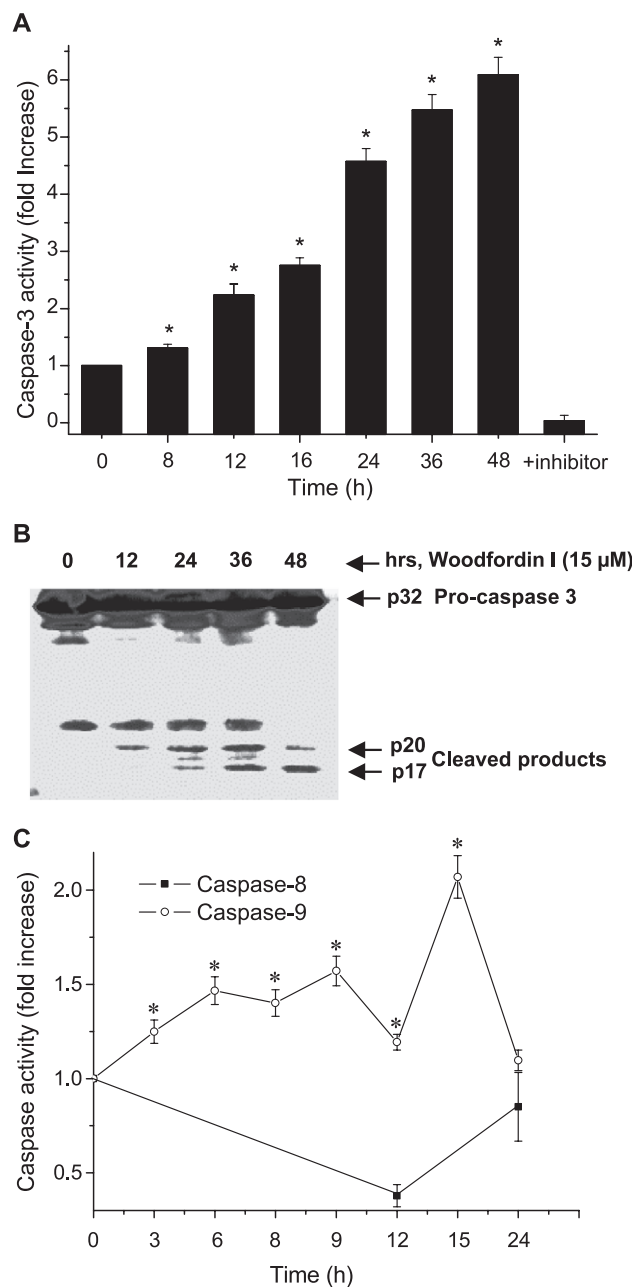 A
Caspase-3 activity (fold Increase)
6
5
4
3
2
1
0
* * * * * *
0 8 12 16 24 36 48 +inhibitor
Time (h)
B
0 12 24 36 48 hrs, Woodfordin I (15 µM)
p32 Pro-caspase 3
p20
Cleaved products
p17
C
Caspase activity (fold increase)
2.0
1.5
1.0
0.5
Caspase-8
Caspase-9
* * * * * *
0 3 6 8 9 12 15 24
Time (h)